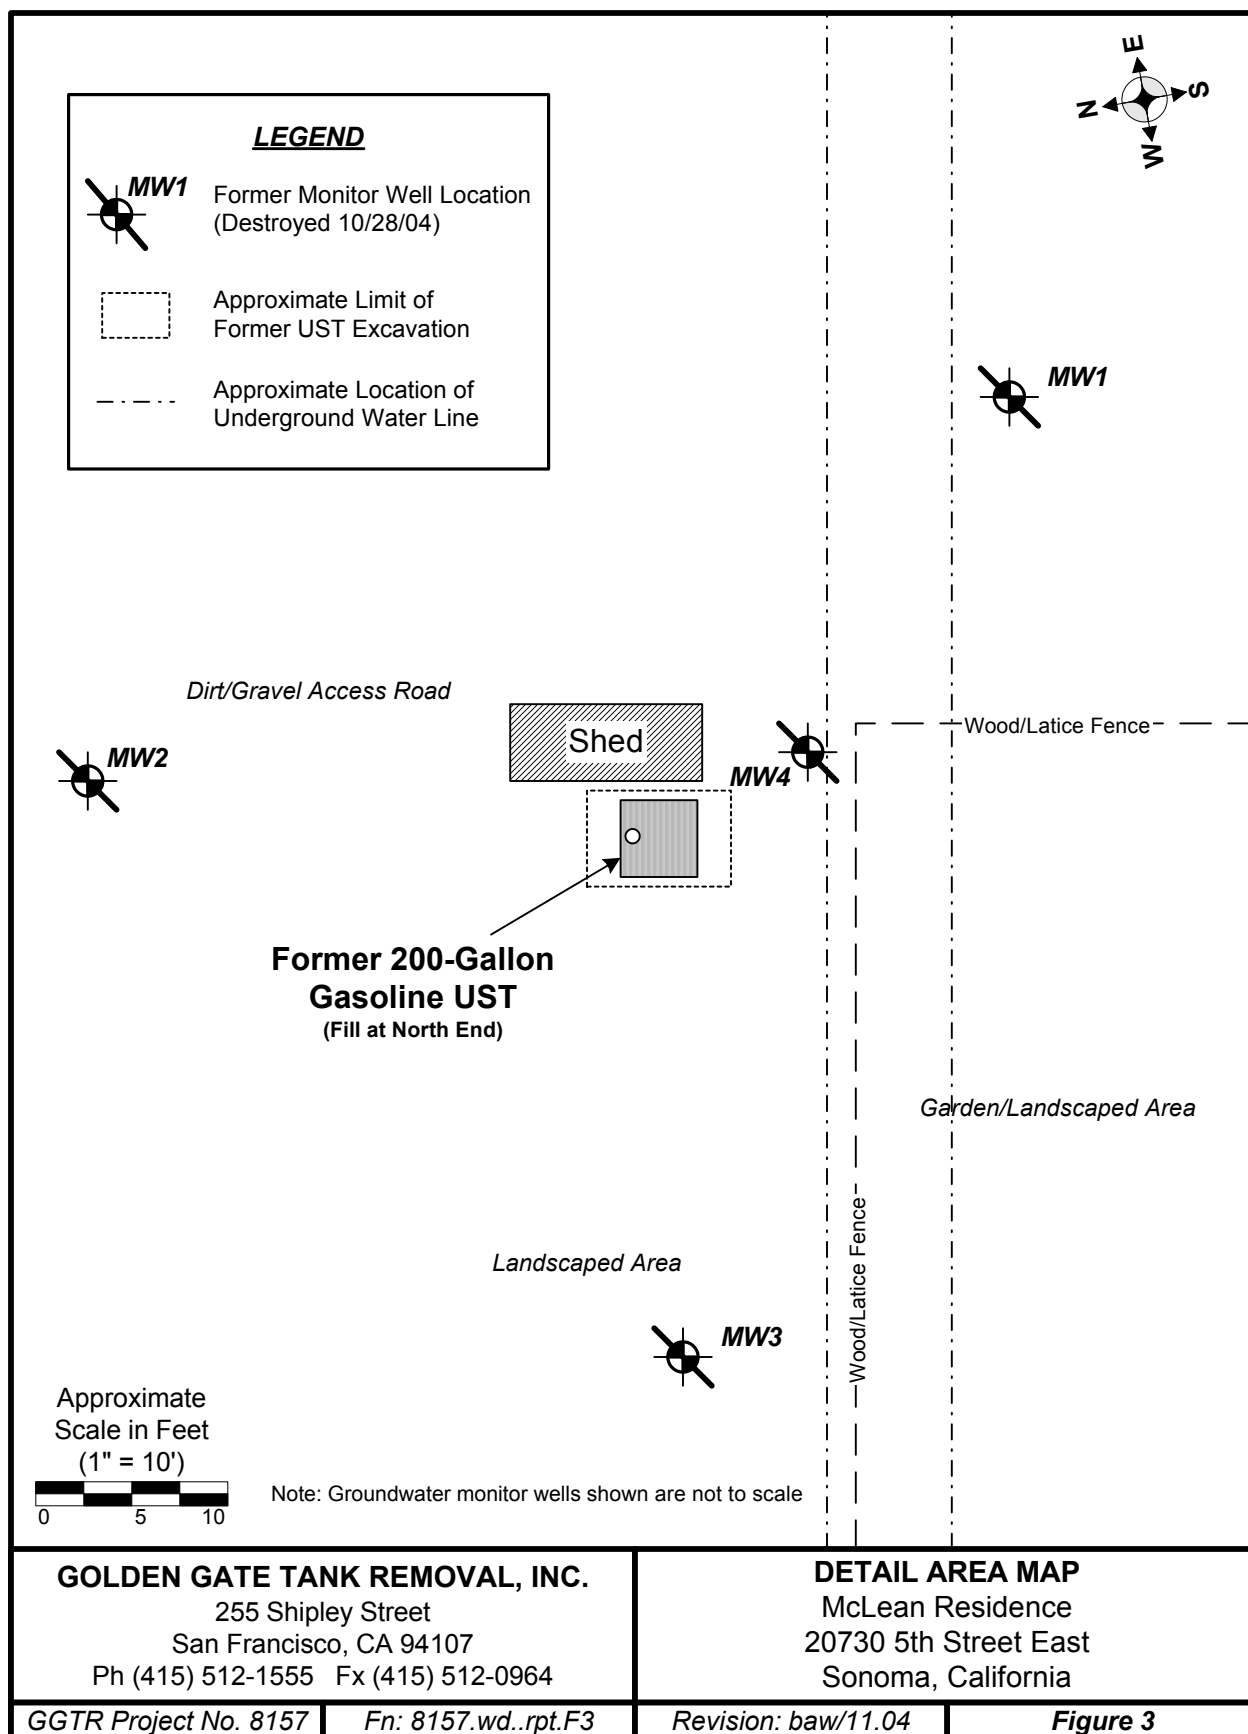 E
N
S
W
LEGEND
MW1
Former Monitor Well Location
(Destroyed 10/28/04)
Approximate Limit of
Former UST Excavation
Approximate Location of
Underground Water Line
MW1
Dirt/Gravel Access Road
Shed
Wood/Latice Fence
MW2
MW4
Former 200-Gallon
Gasoline UST
(Fill at North End)
Garden/Landscaped Area
Wood/Latice Fence
Landscaped Area
MW3
Approximate
Scale in Feet
(1" = 10')
0 5 10
Note: Groundwater monitor wells shown are not to scale
GOLDEN GATE TANK REMOVAL, INC.
255 Shipley Street
San Francisco, CA 94107
Ph (415) 512-1555 Fx (415) 512-0964
DETAIL AREA MAP
McLean Residence
20730 5th Street East
Sonoma, California
GGTR Project No. 8157
Fn: 8157.wd..rpt.F3
Revision: baw/11.04
Figure 3